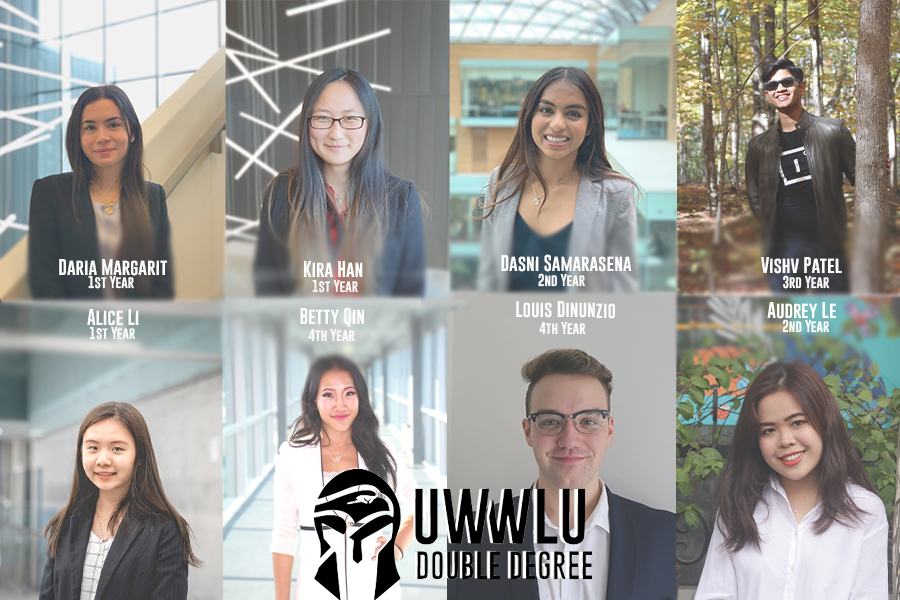 Daria Margarit
1st Year
Kira Han
1st Year
Dasni Samarasena
2nd Year
Vishv Patel
3rd Year
Alice Li
1st Year
Betty Qin
4th Year
Louis Dinunzio
4th Year
Audrey Le
2nd Year
UWWLU
DOUBLE DEGREE